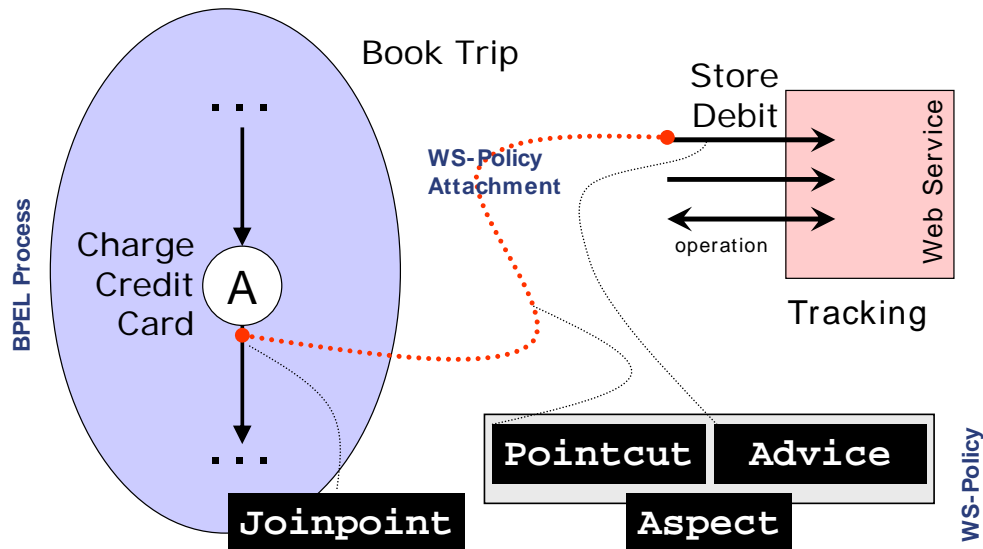 Book Trip
. . .
BPEL Process
Charge
Credit
Card
A
. . .
WS-Policy
Attachment
Store
Debit
operation
Web Service
Tracking
Pointcut
Advice
Joinpoint
Aspect
WS-Policy